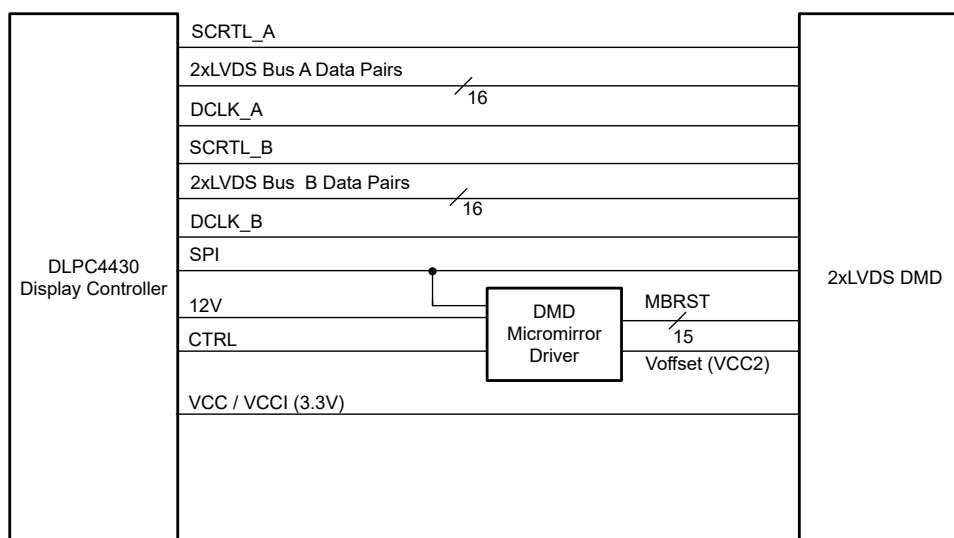 SCRTL_A
2xLVDS Bus A Data Pairs
16
DCLK_A
SCRTL_B
2xLVDS Bus B Data Pairs
16
DCLK_B
SPI
DLPC4430
Display Controller
2xLVDS DMD
12V
CTRL
DMD
Micromirror
Driver
MBRST
15
Voffset (VCC2)
VCC / VCCI (3.3V)